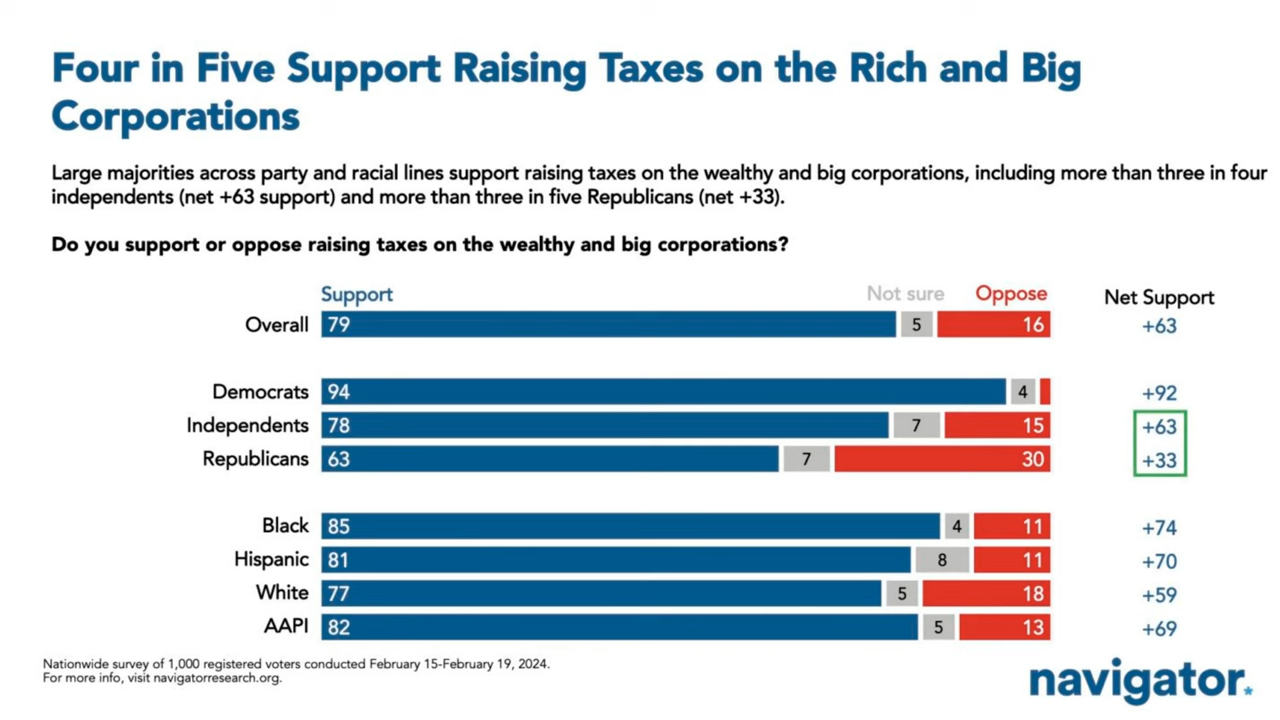 Four in Five Support Raising Taxes on the Rich and Big
Corporations
Large majorities across party and racial lines support raising taxes on the wealthy and big corporations, including more than three in four
independents (net +63 support) and more than three in five Republicans (net +33).
Do you support or oppose raising taxes on the wealthy and big corporations?
Support Not sure Oppose Net Support
Overall 79 5 16 +63
Democrats 94 4 +92
Independents 78 7 15 +63
Republicans 63 7 30 +33
Black 85 4 11 +74
Hispanic 81 8 11 +70
White 77 5 18 +59
AAPI 82 5 13 +69
Nationwide survey of 1,000 registered voters conducted February 15-February 19, 2024.
For more info, visit navigatorresearch.org.
navigator.*